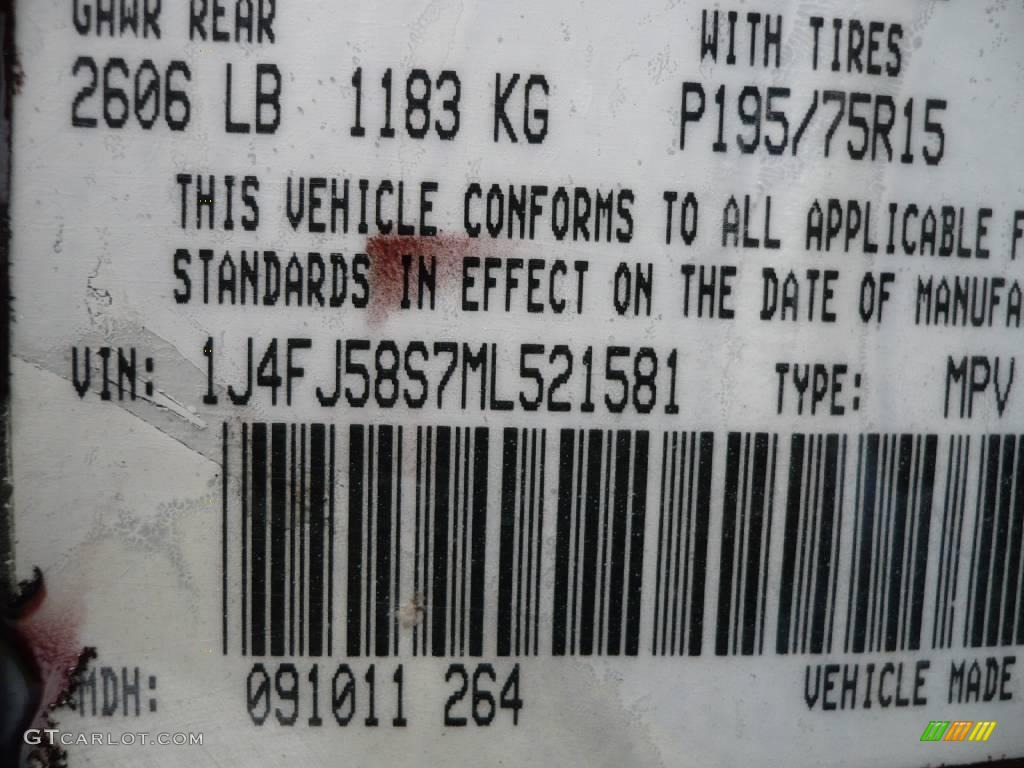 GAWR REAR
WITH TIRES
2606 LB 1183 KG
P195/75R15
THIS VEHICLE CONFORMS TO ALL APPLICABLE F
STANDARDS IN EFFECT ON THE DATE OF MANUFA
VIN: 1J4FJ58S7ML521581 TYPE: MPV
MDH: 091011 264
VEHICLE MADE
GTCARLOT.COM